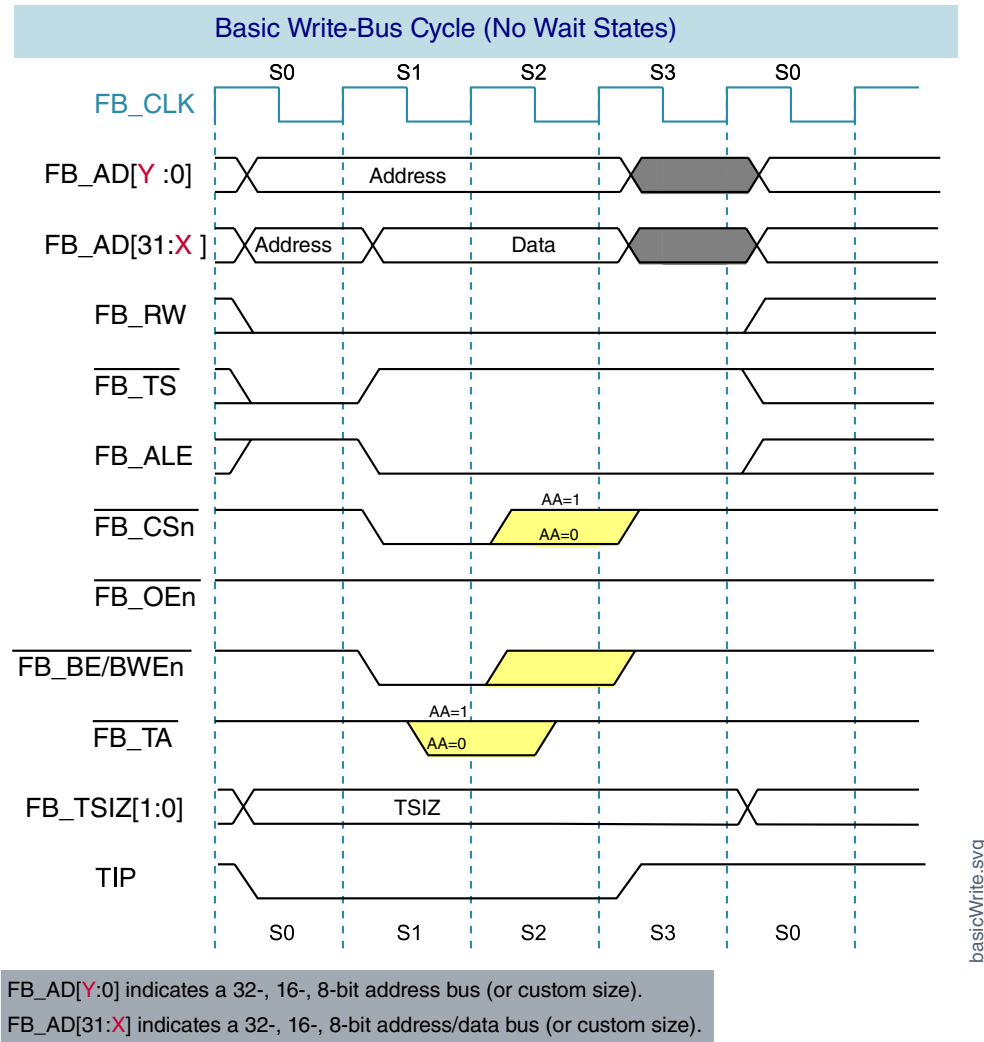 Basic Write-Bus Cycle (No Wait States)
S0 S1 S2 S3 S0
FB_CLK
FB_AD[Y :0] Address
FB_AD[31:X ] Address Data
FB_RW
FB_TS
FB_ALE
AA=1
FB_CSn AA=0
FB_OEn
FB_BE/BWEn
AA=1
FB_TA AA=0
FB_TSIZ[1:0] TSIZ
TIP
S0 S1 S2 S3 S0
basicWrite.svg
FB_AD[Y:0] indicates a 32-, 16-, 8-bit address bus (or custom size).
FB_AD[31:X] indicates a 32-, 16-, 8-bit address/data bus (or custom size).